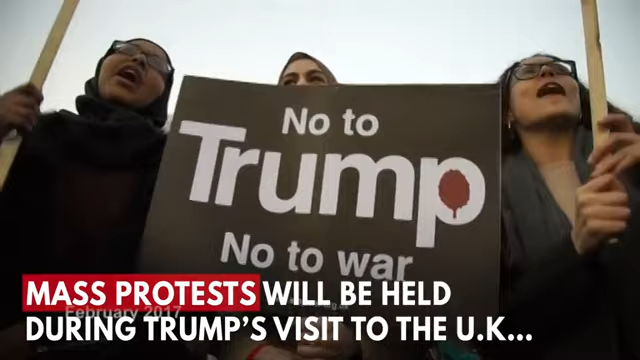 No to
Trump
No to war
MASS PROTESTS WILL BE HELD
February 2017
DURING TRUMP'S VISIT TO THE U.K...